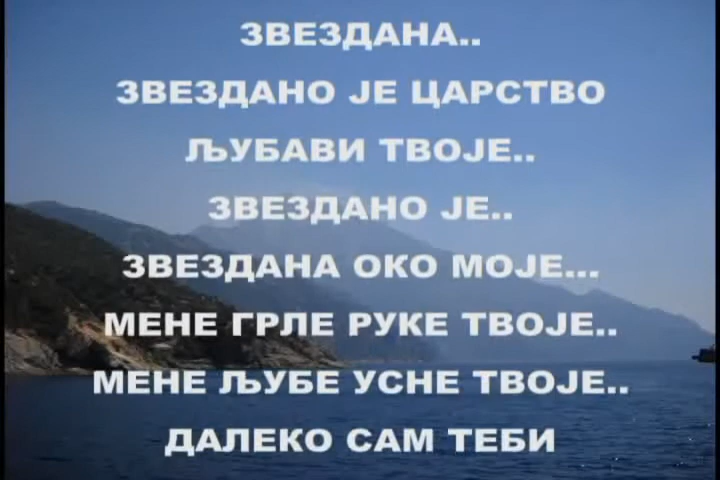 ЗВЕЗДАНА..
ЗВЕЗДАНО ЈЕ ЦАРСТВО
ЉУБАВИ ТВОЈЕ..
ЗВЕЗДАНО ЈЕ..
ЗВЕЗДАНА ОКО МОЈЕ...
МЕНЕ ГРЛЕ РУКЕ ТВОЈЕ..
МЕНЕ ЉУБЕ УСНЕ ТВОЈЕ..
ДАЛЕКО САМ ТЕБИ